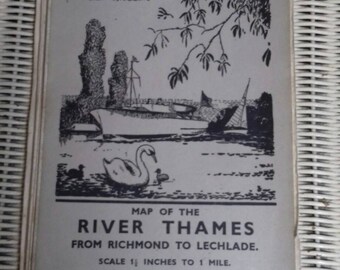 MAP OF THE
RIVER THAMES
FROM RICHMOND TO LECHLADE.
SCALE 1½ INCHES TO 1 MILE.